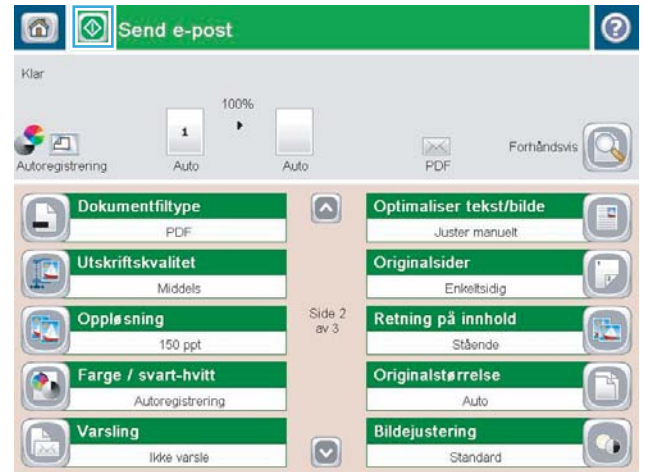 Send e-post
?
Klar
100%
1
Autoregistrering
Auto
Auto
PDF
Forhåndsvis
Dokumentfiltype
PDF
Utskriftskvalitet
Middels
Oppløsning
150 ppt
Farge / svart-hvitt
Autoregistrering
Varsling
Ikke varsle
Side 2
av 3
Optimaliser tekst/bilde
Juster manuelt
Originalsider
Enkeltsidig
Retning på innhold
Stående
Originalstørrelse
Auto
Bildejustering
Standard